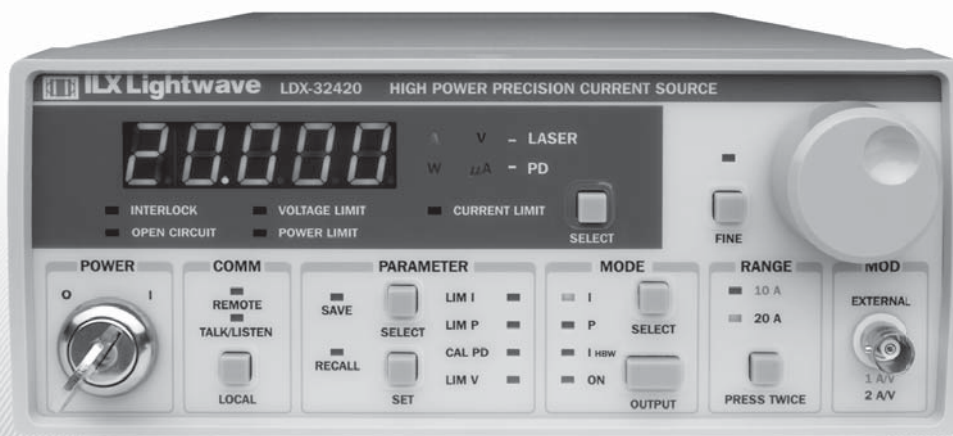 ILX Lightwave LDX-32420 HIGH POWER PRECISION CURRENT SOURCE
20.000
A V – LASER
W µA – PD
INTERLOCK VOLTAGE LIMIT CURRENT LIMIT
OPEN CIRCUIT POWER LIMIT
SELECT
FINE
POWER COMM PARAMETER MODE RANGE MOD
O I
REMOTE
TALK/LISTEN
LOCAL
SAVE
SELECT
RECALL
SET
LIM I
LIM P
CAL PD
LIM V
I
P
I HBW
ON
SELECT
OUTPUT
10 A
20 A
PRESS TWICE
EXTERNAL
1 A/V
2 A/V